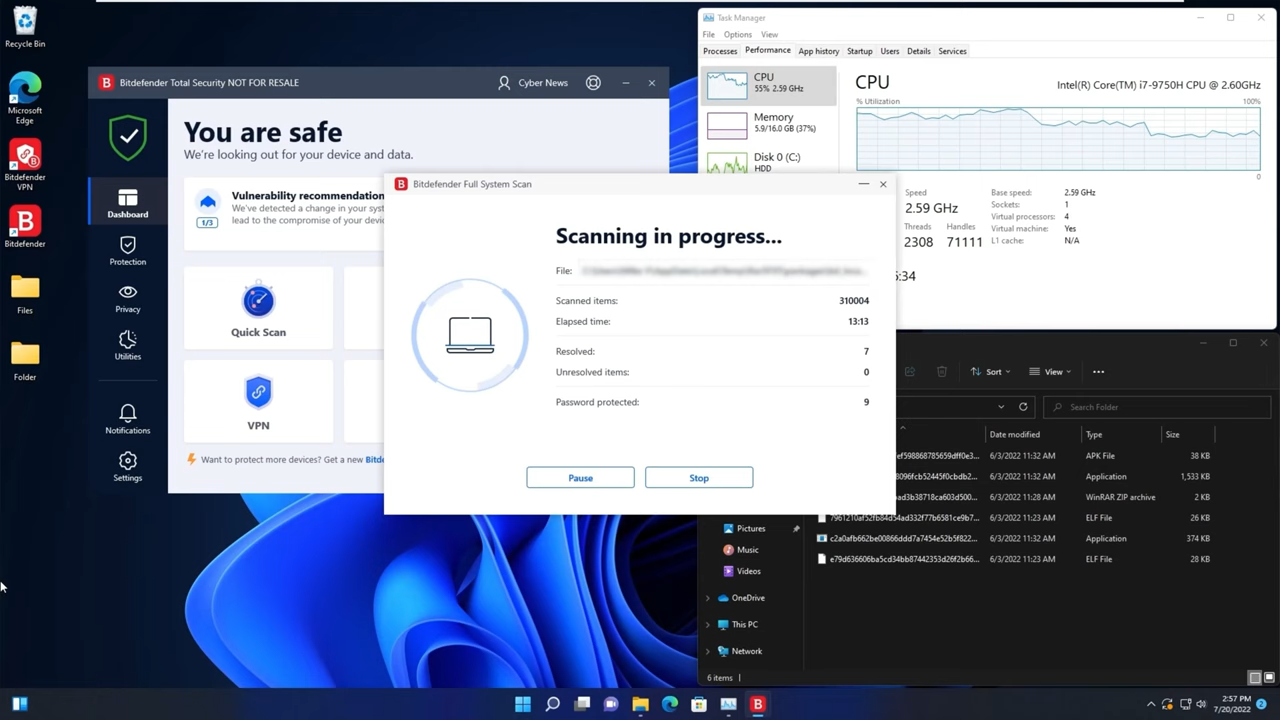 Recycle Bin
Microsoft
Edge
Bitdefender
VPN
Bitdefender
Files
Folder
Bitdefender Total Security NOT FOR RESALE
Cyber News
You are safe
We're looking out for your device and data.
Dashboard
Protection
Privacy
Utilities
Notifications
Settings
Vulnerability recommendation
We've detected a change in your
lead to the compromise of your
1/3
Quick Scan
VPN
Want to protect more devices? Get a new
Bitdefender Full System Scan
Scanning in progress...
File:
Scanned items: 310004
Elapsed time: 13:13
Resolved: 7
Unresolved items: 0
Password protected: 9
Pause Stop
Task Manager
File Options View
Processes Performance App history Startup Users Details Services
CPU
55% 2.59 GHz
Memory
5.9/16.0 GB (37%)
Disk 0 (C:)
HDD
CPU Intel(R) Core(TM) i7-9750H CPU @ 2.60GHz
% Utilization 100%
0
Speed
2.59 GHz
Threads Handles
2308 71111
5:34
Base speed: 2.59 GHz
Sockets: 1
Virtual processors: 4
Virtual machine: Yes
L1 cache: N/A
Sort View
Search Folder
Date modified Type Size
6/3/2022 11:32 AM APK File 38 KB
6/3/2022 11:32 AM Application 1,533 KB
6/3/2022 11:28 AM WinRAR ZIP archive 2 KB
6/3/2022 11:23 AM ELF File 26 KB
6/3/2022 11:32 AM Application 374 KB
6/3/2022 11:23 AM ELF File 28 KB
Pictures
Music
Videos
OneDrive
This PC
Network
6 items
2:57 PM
7/20/2022
2